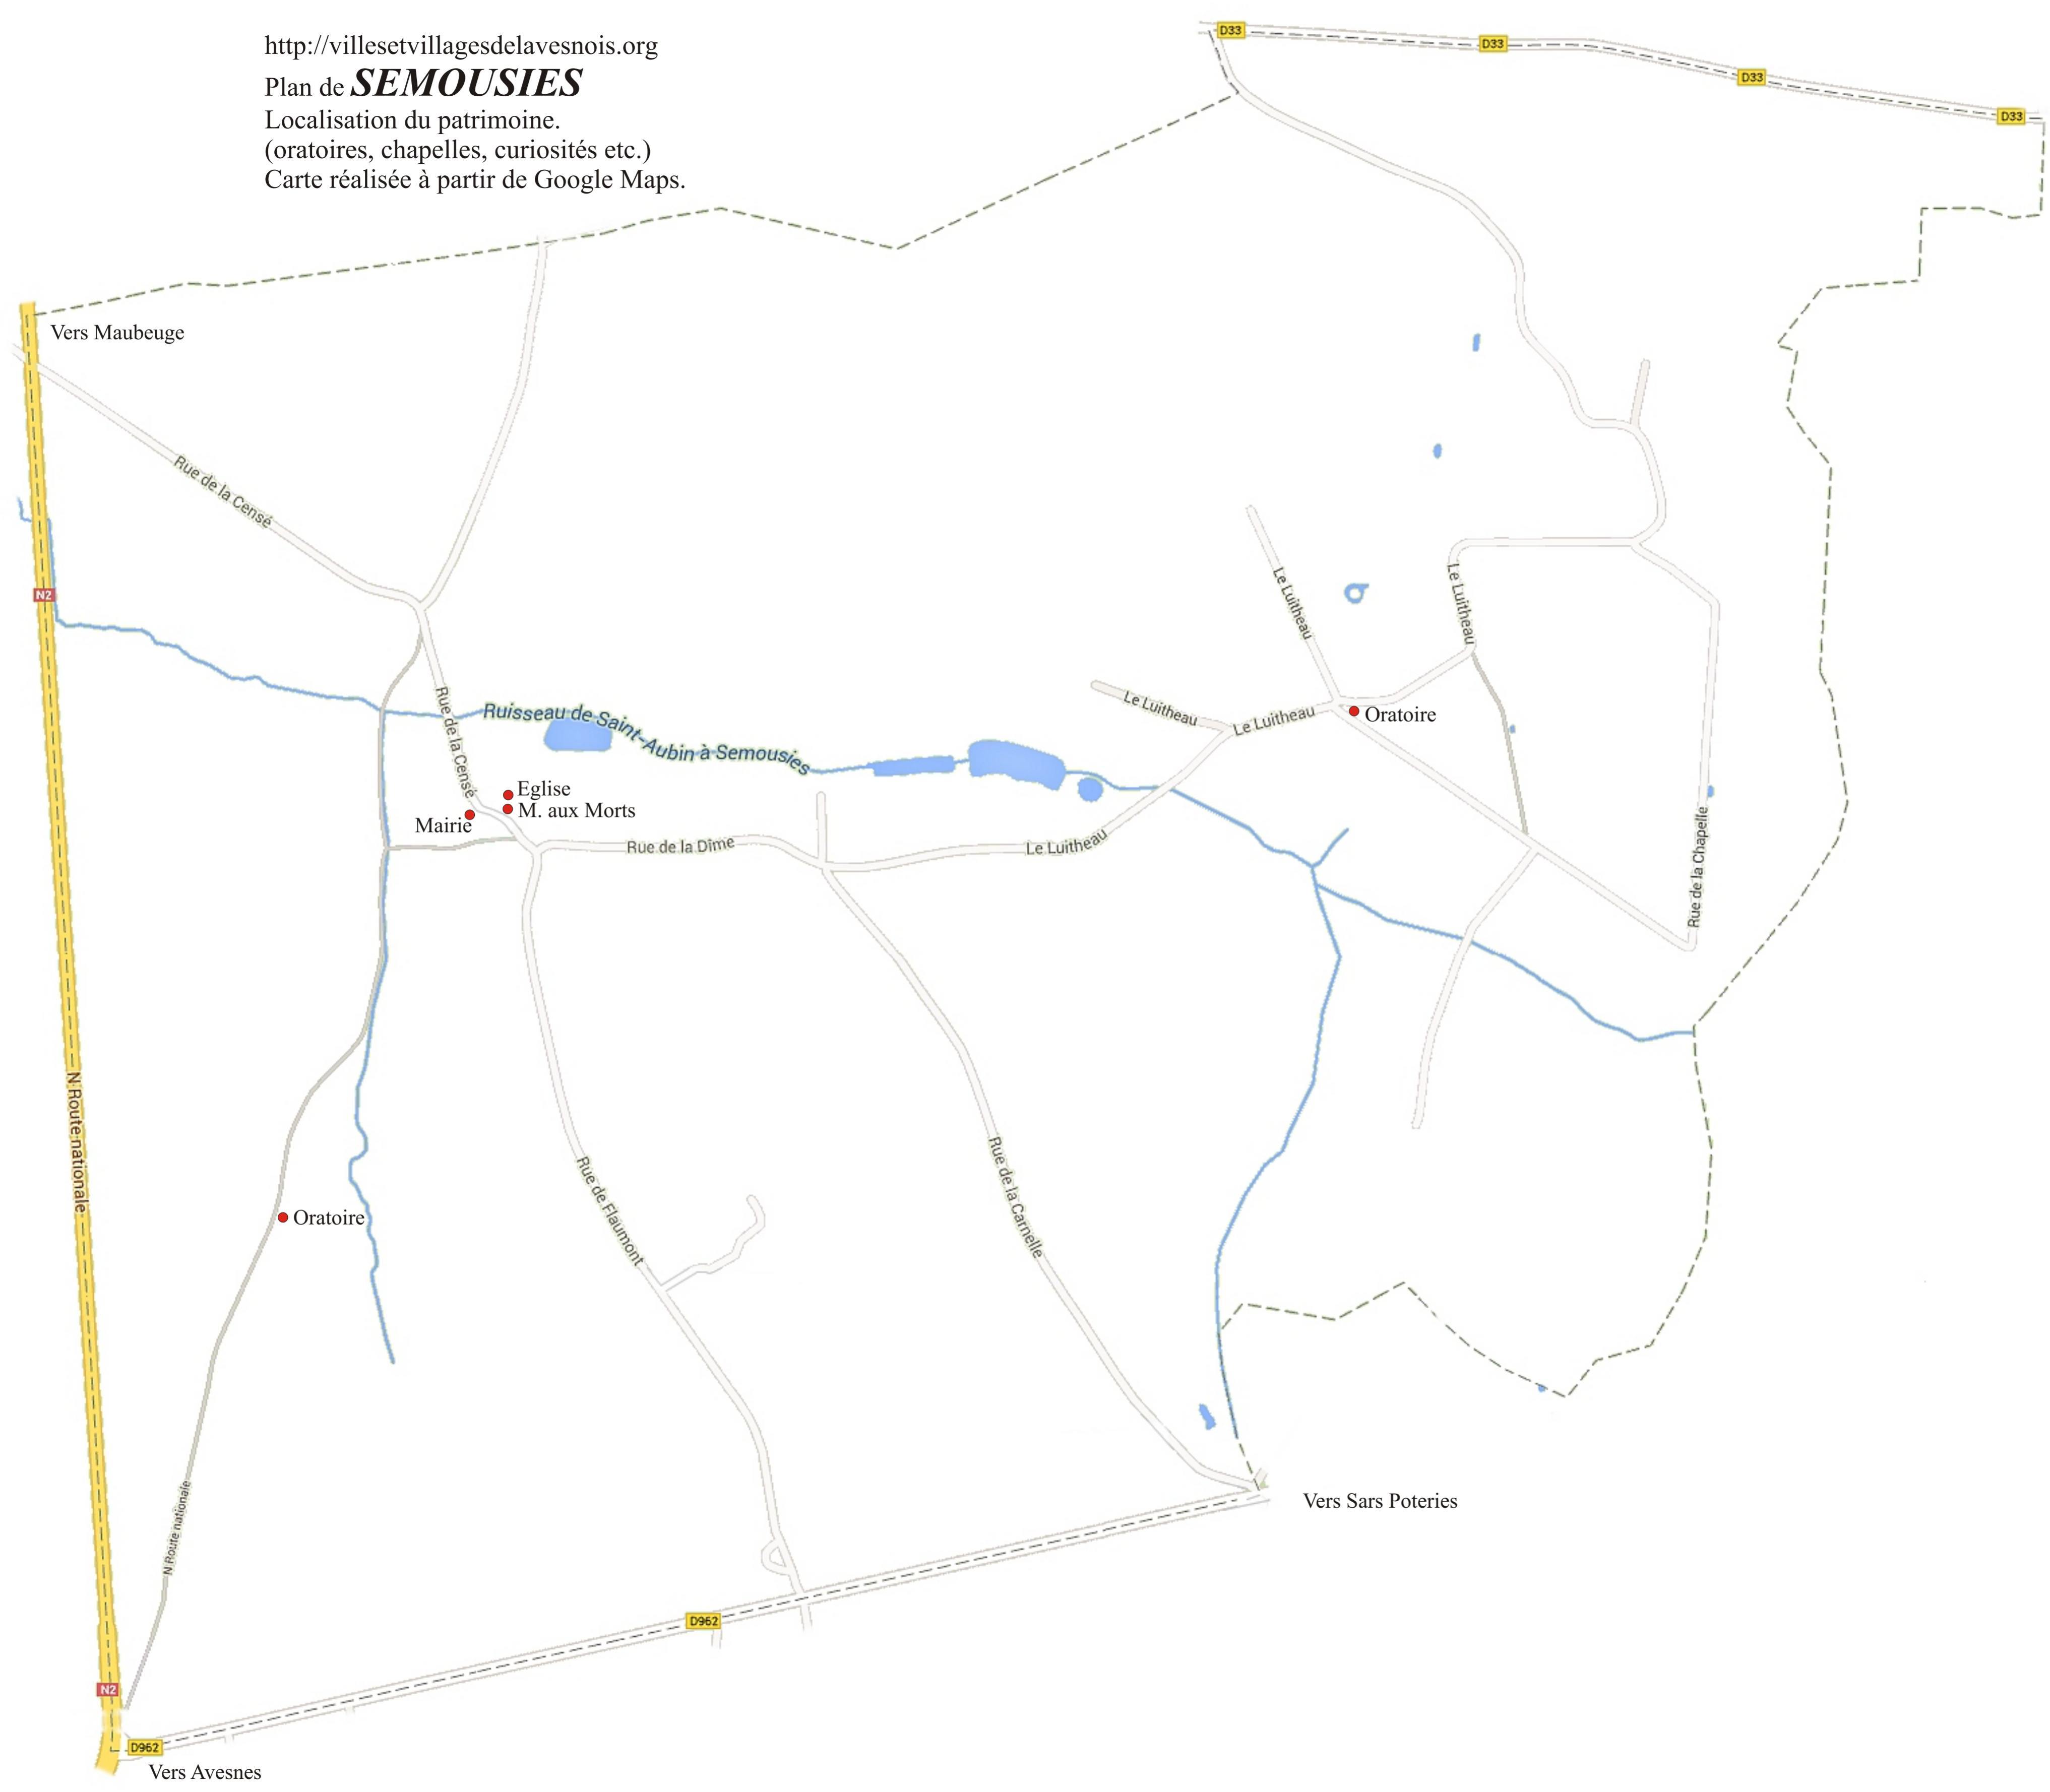 http://villesetvillagesdelavesnois.org
Plan de SEMOUSIES
Localisation du patrimoine.
(oratoires, chapelles, curiosités etc.)
Carte réalisée à partir de Google Maps.
D33
D33
D33
D33
Vers Maubeuge
Rue de la Censé
N2
Le Luitheau
Le Luitheau
Le Luitheau
Le Luitheau
Oratoire
Rue de la Censé
Ruisseau de Saint-Aubin à Semousies
Eglise
M. aux Morts
Mairie
Rue de la Dîme
Le Luitheau
Rue de la Chapelle
N Route nationale
Oratoire
Rue de Flaumont
Rue de la Carnelle
N Route nationale
Vers Sars Poteries
D962
N2
D962
Vers Avesnes